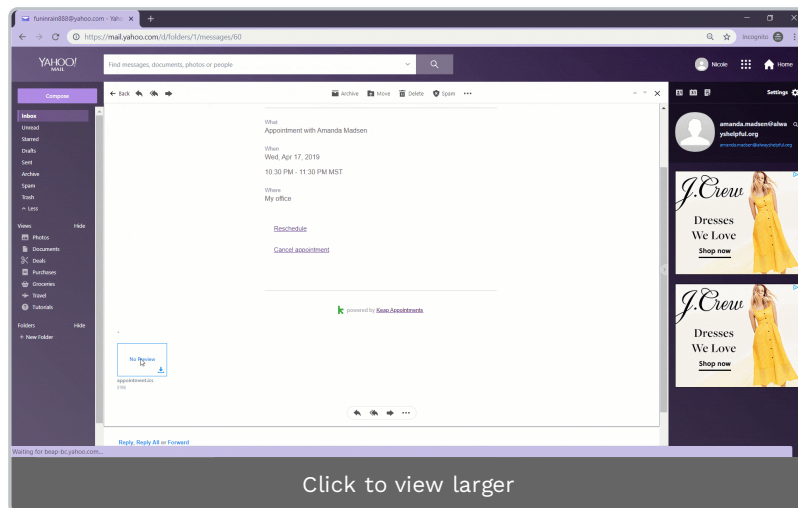 funinrain888@yahoo.com - Yaho
https://mail.yahoo.com/d/folders/1/messages/60
Incognito
YAHOO!
MAIL
Find messages, documents, photos or people
Nicole
Home
Compose
Back
Archive
Move
Delete
Spam
Settings
Inbox
Unread
Starred
Drafts
Sent
Archive
Spam
Trash
Less
Views
Hide
Photos
Documents
Deals
Purchases
Groceries
Travel
Tutorials
Folders
Hide
+ New Folder
What
Appointment with Amanda Madsen
When
Wed, Apr 17, 2019
10:30 PM - 11:30 PM MST
Where
My office
Reschedule
Cancel appointment
powered by Keap Appointments
No Preview
appointment.ics
Reply, Reply All or Forward
amanda.madsen@alwa
yshelpful.org
amanda.madsen@alwayshelpful.org
J.Crew
Dresses
We Love
Shop now
J.Crew
Dresses
We Love
Shop now
Waiting for beap-bc.yahoo.com...
Click to view larger